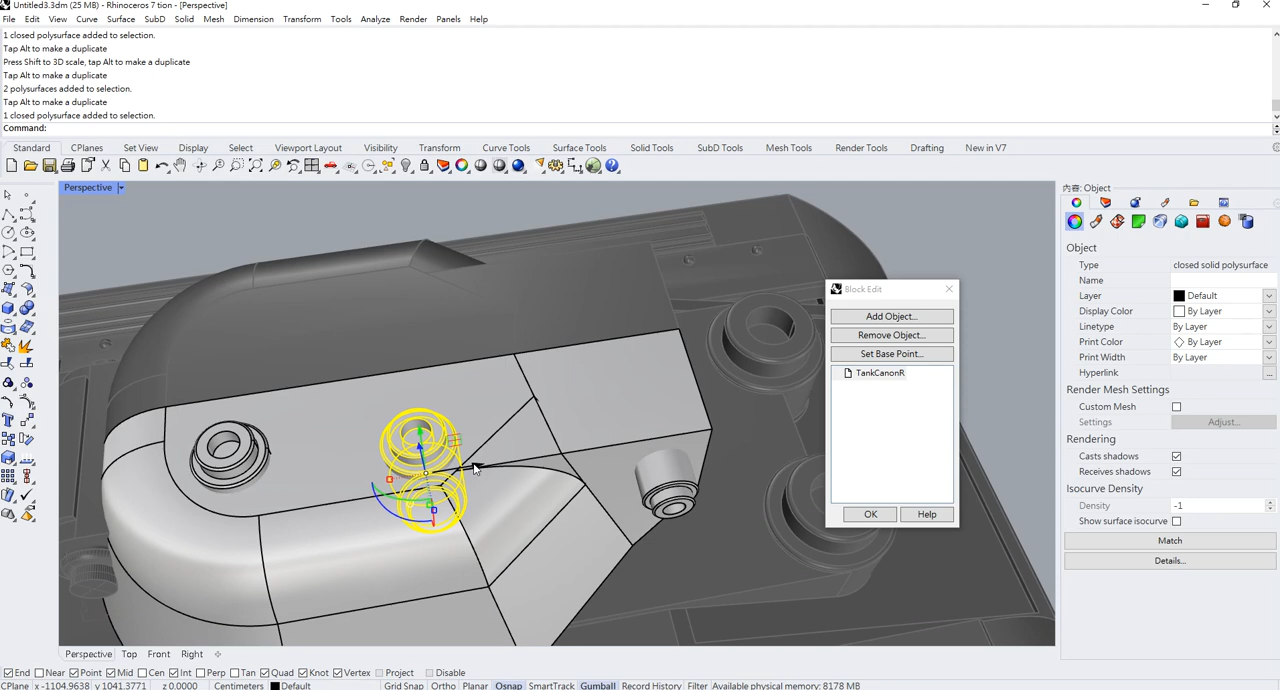 Untitled3.3dm (25 MB) - Rhinoceros 7 tion - [Perspective]
File Edit View Curve Surface SubD Solid Mesh Dimension Transform Tools Analyze Render Panels Help
1 closed polysurface added to selection.
Tap Alt to make a duplicate
Press Shift to 3D scale, tap Alt to make a duplicate
Tap Alt to make a duplicate
2 polysurfaces added to selection.
Tap Alt to make a duplicate
1 closed polysurface added to selection.
Command:
Standard CPlanes Set View Display Select Viewport Layout Visibility Transform Curve Tools Surface Tools Solid Tools SubD Tools Mesh Tools Render Tools Drafting New in V7
Perspective
内容: Object
Object
Type closed solid polysurface
Name
Layer Default
Display Color By Layer
Linetype By Layer
Print Color By Layer
Print Width By Layer
Hyperlink ...
Render Mesh Settings
Custom Mesh
Settings Adjust...
Rendering
Casts shadows
Receives shadows
Isocurve Density
Density -1
Show surface isocurve
Match
Details...
Block Edit
Add Object...
Remove Object...
Set Base Point...
TankCanonR
OK Help
Perspective Top Front Right
End Near Point Mid Cen Int Perp Tan Quad Knot Vertex Project Disable
CPlane x -1104.9638 y 1041.3771 z 0.0000 Centimeters Default Grid Snap Ortho Planar Osnap SmartTrack Gumball Record History Filter Available physical memory: 8178 MB